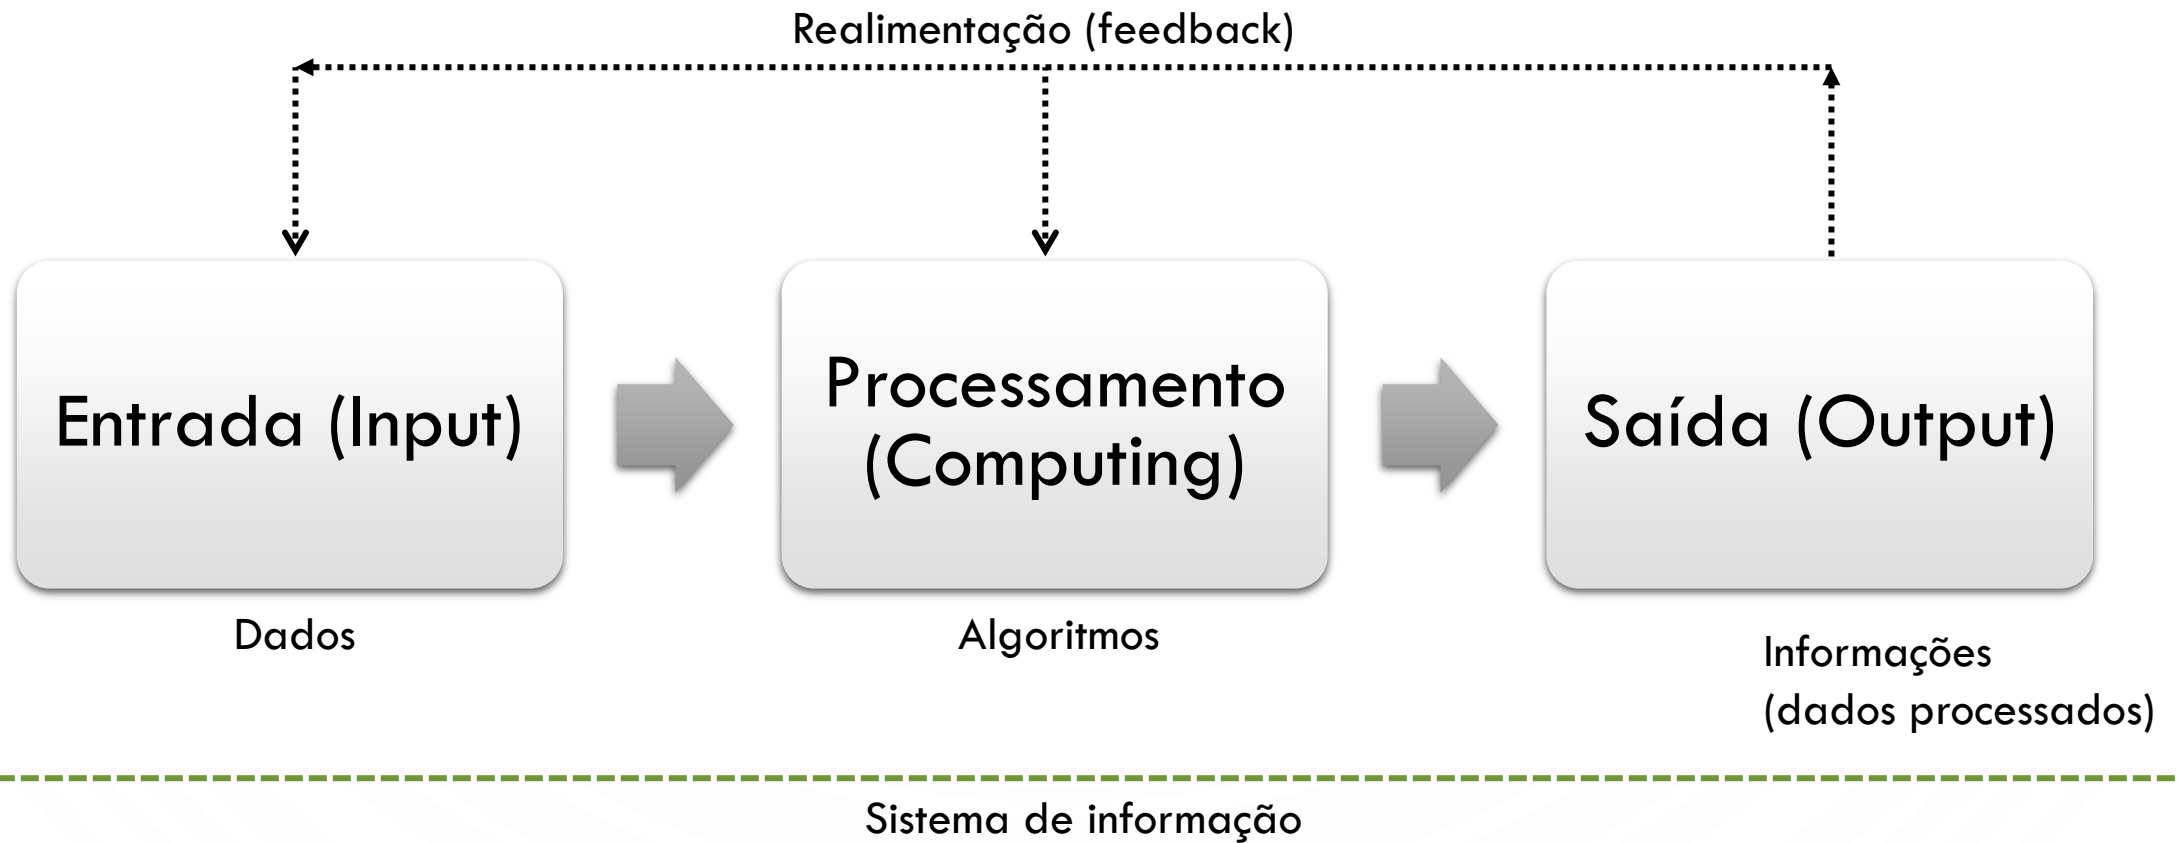 Realimentação (feedback)
Entrada (Input)
Processamento
(Computing)
Saída (Output)
Dados
Algoritmos
Informações
(dados processados)
Sistema de informação